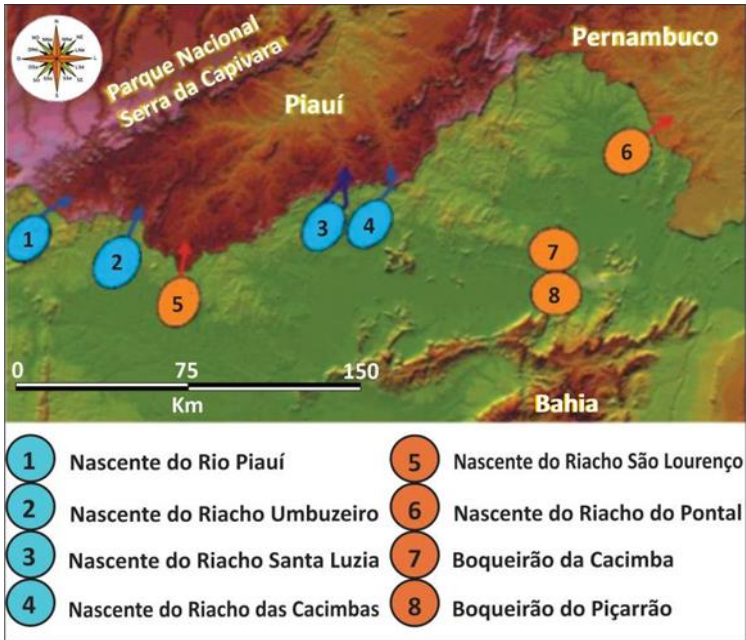 Parque Nacional
Serra da Capivara
Piauí
Pernambuco
6
1
2
3
4
5
7
8
0 75 150
Km
Bahia
1 Nascente do Rio Piauí
2 Nascente do Riacho Umbuzeiro
3 Nascente do Riacho Santa Luzia
4 Nascente do Riacho das Cacimbas
5 Nascente do Riacho São Lourenço
6 Nascente do Riacho do Pontal
7 Boqueirão da Cacimba
8 Boqueirão do Piçarrão